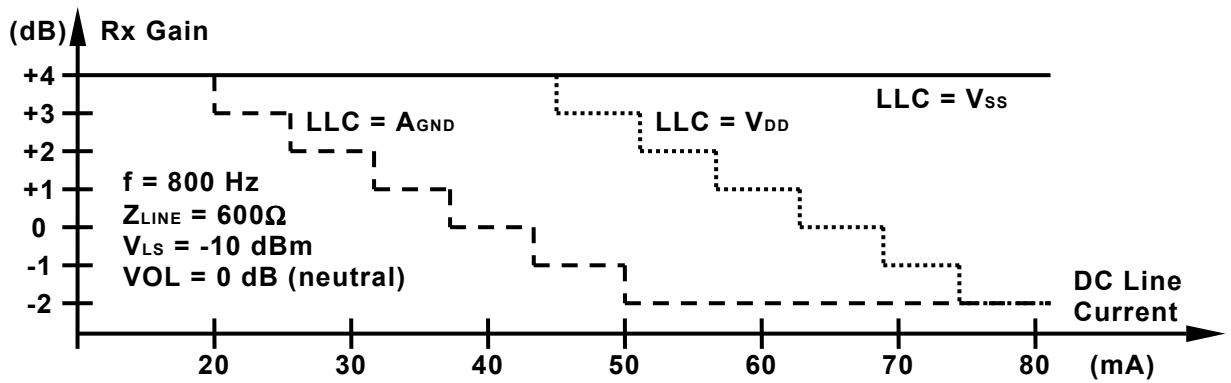 (dB) Rx Gain
+4
+3
+2
+1
0
-1
-2
LLC = VSS
LLC = AGND
LLC = VDD
f = 800 Hz
ZLINE = 600Ω
VLS = -10 dBm
VOL = 0 dB (neutral)
DC Line
Current
20 30 40 50 60 70 80 (mA)